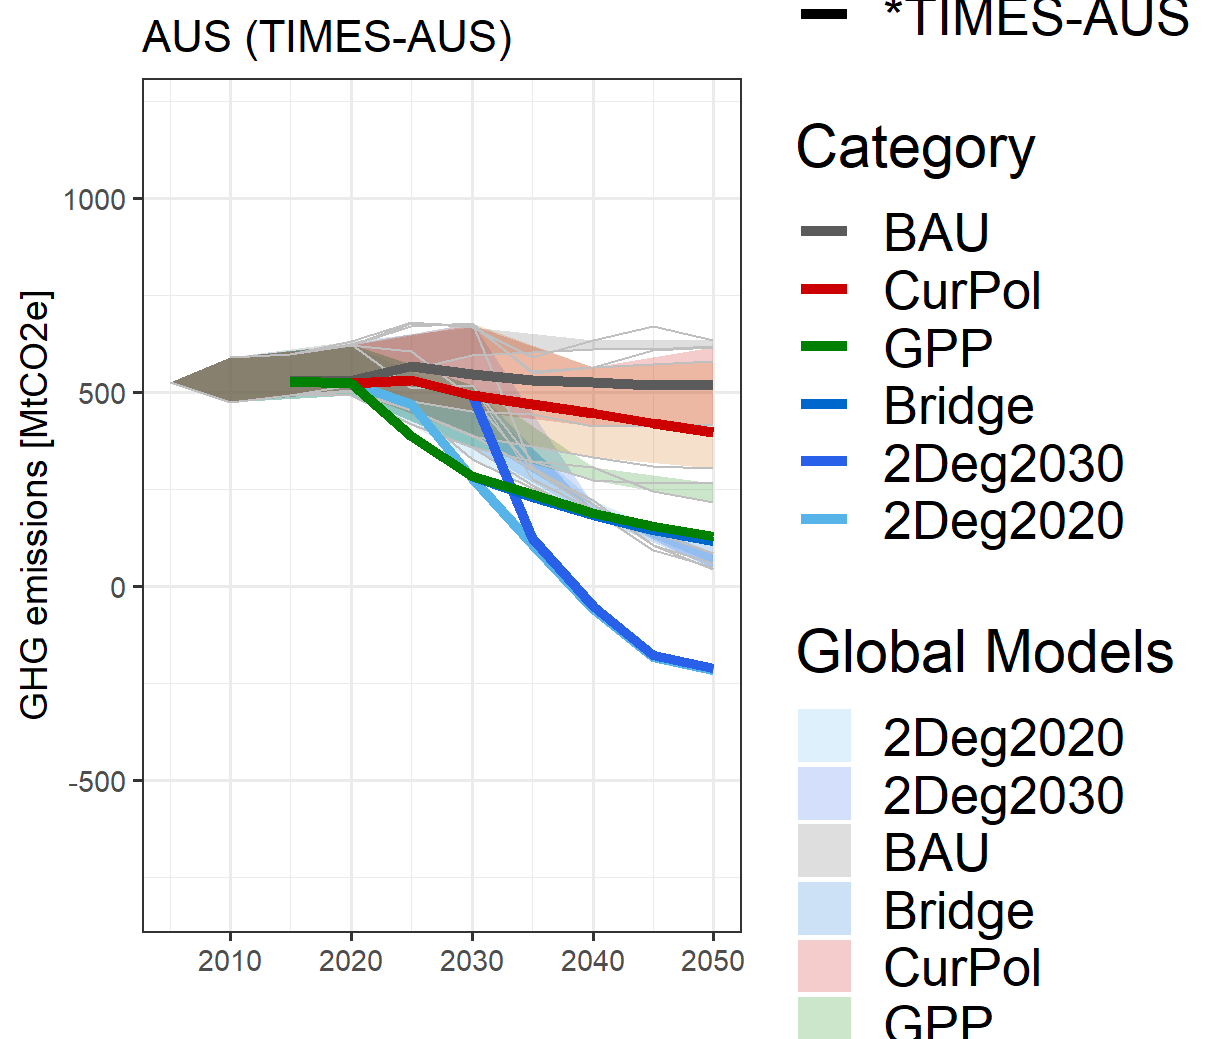 AUS (TIMES-AUS)
GHG emissions [MtCO2e]
1000
500
0
-500
2010 2020 2030 2040 2050
*TIMES-AUS
Category
BAU
CurPol
GPP
Bridge
2Deg2030
2Deg2020
Global Models
2Deg2020
2Deg2030
BAU
Bridge
CurPol
GPP